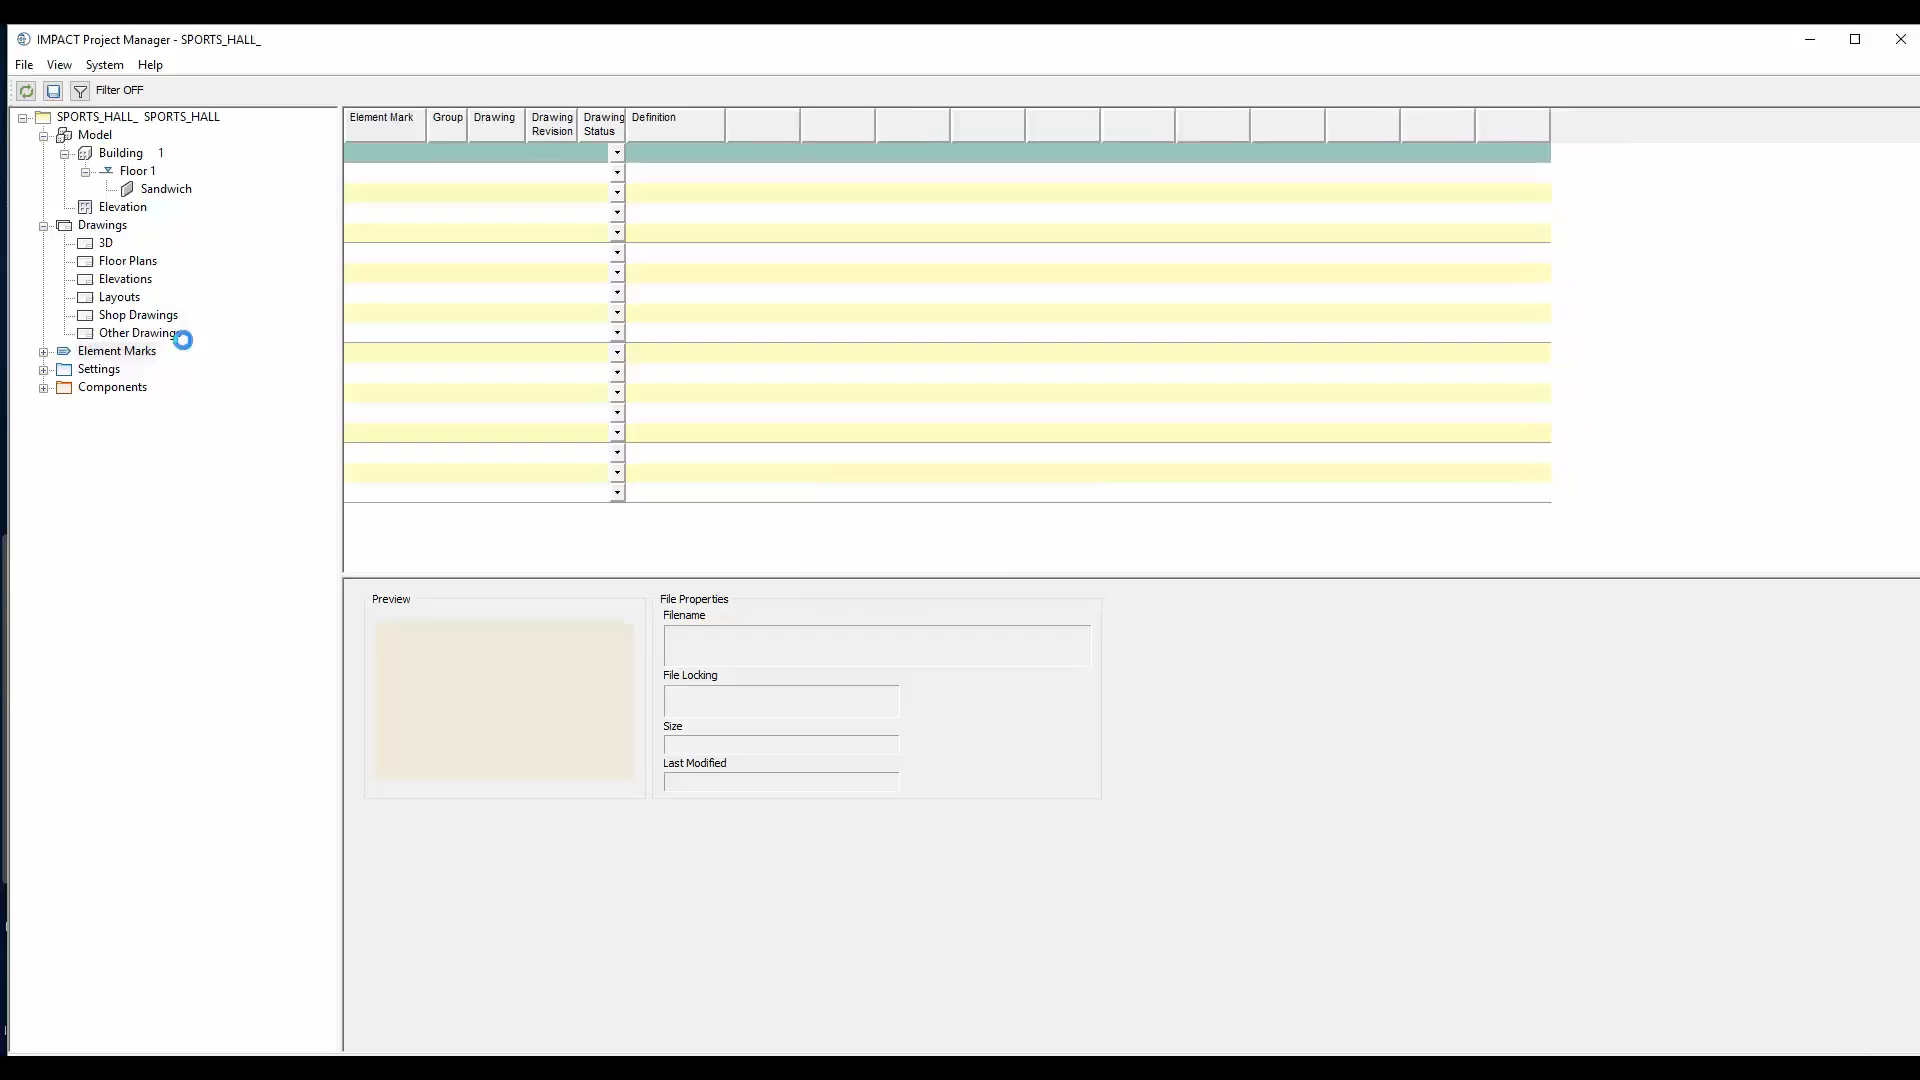 IMPACT Project Manager - SPORTS_HALL_
File View System Help
Filter OFF
SPORTS_HALL_ SPORTS_HALL
Model
Building 1
Floor 1
Sandwich
Elevation
Drawings
3D
Floor Plans
Elevations
Layouts
Shop Drawings
Other Drawings
Element Marks
Settings
Components
Element Mark Group Drawing Drawing Revision Drawing Status Definition
Preview
File Properties
Filename
File Locking
Size
Last Modified